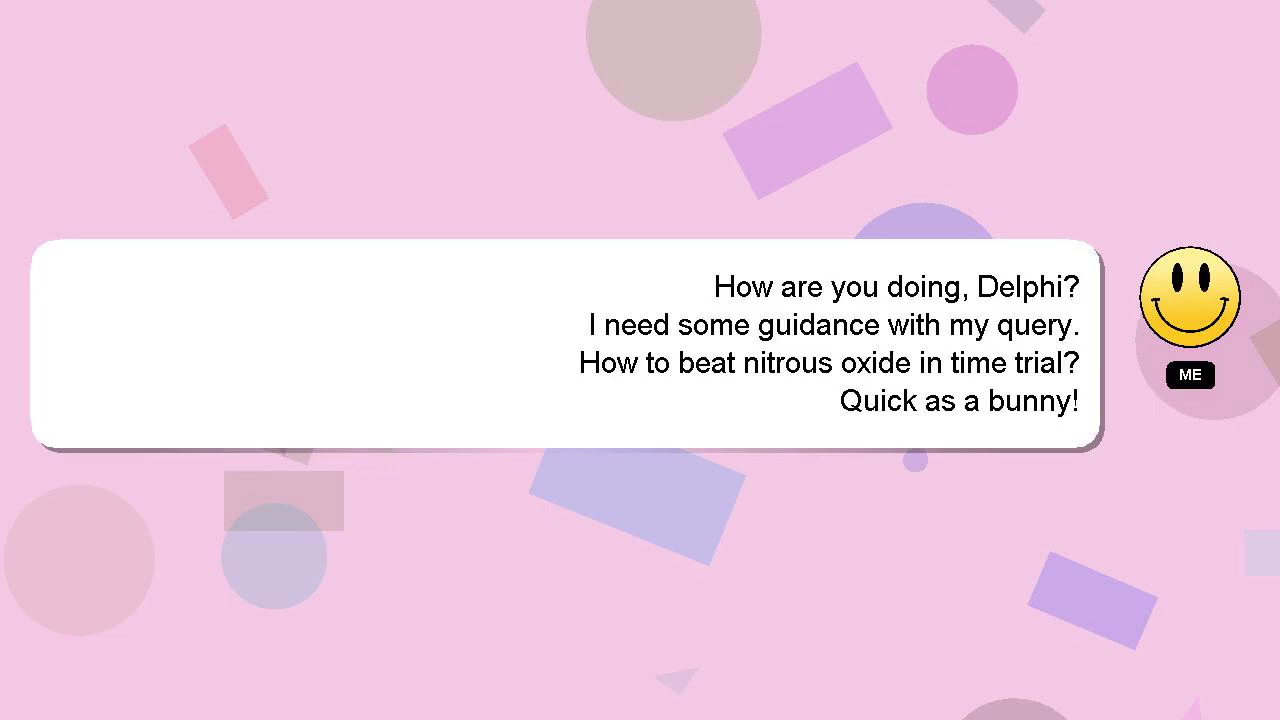 How are you doing, Delphi?
I need some guidance with my query.
How to beat nitrous oxide in time trial?
Quick as a bunny!
ME